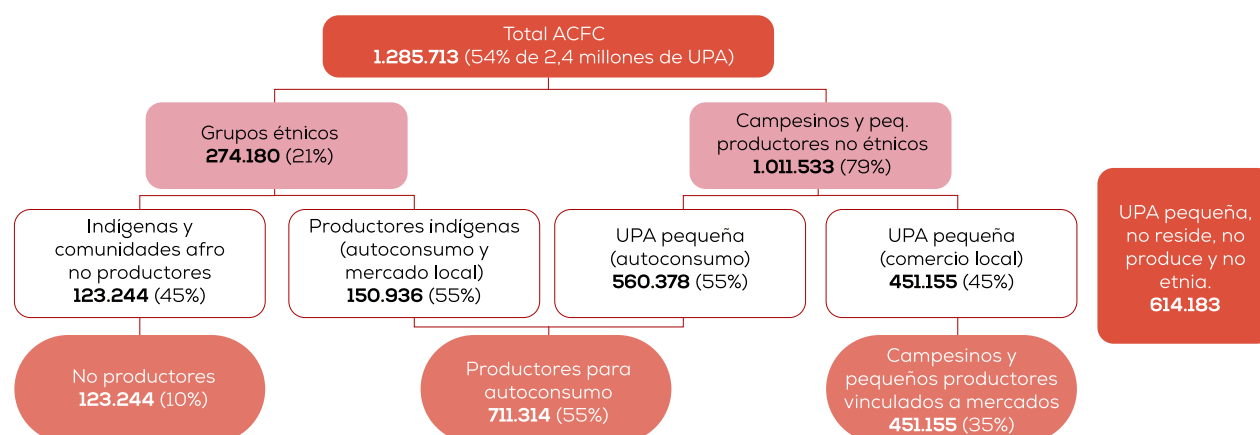 Total ACFC
1.285.713 (54% de 2,4 millones de UPA)
Grupos étnicos
274.180 (21%)
Campesinos y peq.
productores no étnicos
1.011.533 (79%)
Indígenas y
comunidades afro
no productores
123.244 (45%)
Productores indígenas
(autoconsumo y
mercado local)
150.936 (55%)
UPA pequeña
(autoconsumo)
560.378 (55%)
UPA pequeña
(comercio local)
451.155 (45%)
UPA pequeña,
no reside, no
produce y no
etnia.
614.183
No productores
123.244 (10%)
Productores para
autoconsumo
711.314 (55%)
Campesinos y
pequeños productores
vinculados a mercados
451.155 (35%)